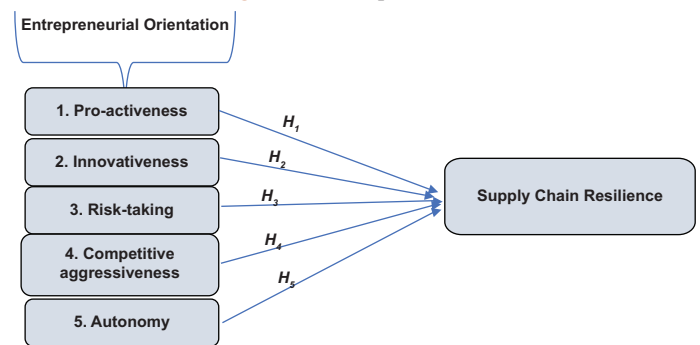 Entrepreneurial Orientation
1. Pro-activeness
H₁
2. Innovativeness
H₂
3. Risk-taking
H₃
Supply Chain Resilience
4. Competitive
aggressiveness
H₄
5. Autonomy
H₅